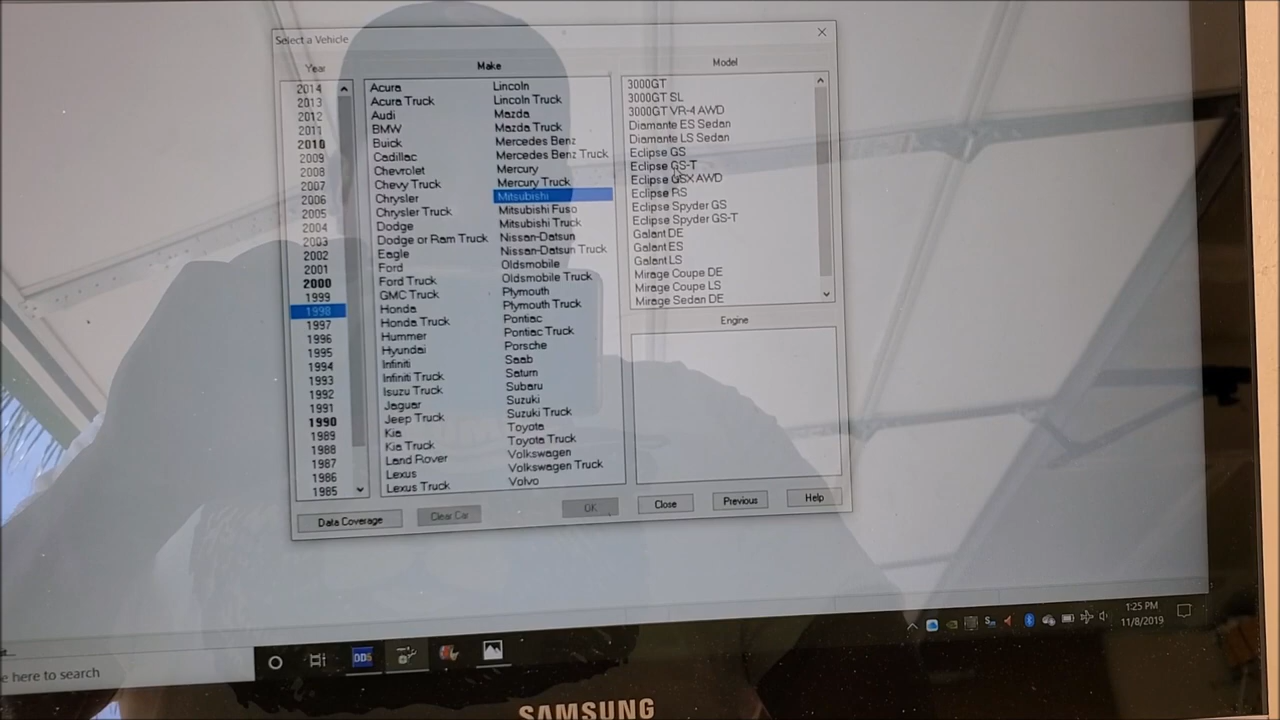 Select a Vehicle
Year
2014
2013
2012
2011
2010
2009
2008
2007
2006
2005
2004
2003
2002
2001
2000
1999
1998
1997
1996
1995
1994
1993
1992
1991
1990
1989
1988
1987
1986
1985
Make
Acura
Acura Truck
Audi
BMW
Buick
Cadillac
Chevrolet
Chevy Truck
Chrysler
Chrysler Truck
Dodge
Dodge or Ram Truck
Eagle
Ford
Ford Truck
GMC Truck
Honda
Honda Truck
Hummer
Hyundai
Infiniti
Infiniti Truck
Isuzu Truck
Jaguar
Jeep Truck
Kia
Kia Truck
Land Rover
Lexus
Lexus Truck
Lincoln
Lincoln Truck
Mazda
Mazda Truck
Mercedes Benz
Mercedes Benz Truck
Mercury
Mercury Truck
Mitsubishi
Mitsubishi Fuso
Mitsubishi Truck
Nissan-Datsun
Nissan-Datsun Truck
Oldsmobile
Oldsmobile Truck
Plymouth
Plymouth Truck
Pontiac
Pontiac Truck
Porsche
Saab
Saturn
Subaru
Suzuki
Suzuki Truck
Toyota
Toyota Truck
Volkswagen
Volkswagen Truck
Volvo
Model
3000GT
3000GT SL
3000GT VR-4 AWD
Diamante ES Sedan
Diamante LS Sedan
Eclipse GS
Eclipse GS-T
Eclipse GSX AWD
Eclipse RS
Eclipse Spyder GS
Eclipse Spyder GS-T
Galant DE
Galant ES
Galant LS
Mirage Coupe DE
Mirage Coupe LS
Mirage Sedan DE
Engine
Data Coverage
Clear Car
OK
Close
Previous
Help
e here to search
DDS
1:25 PM
11/8/2019
SAMSUNG